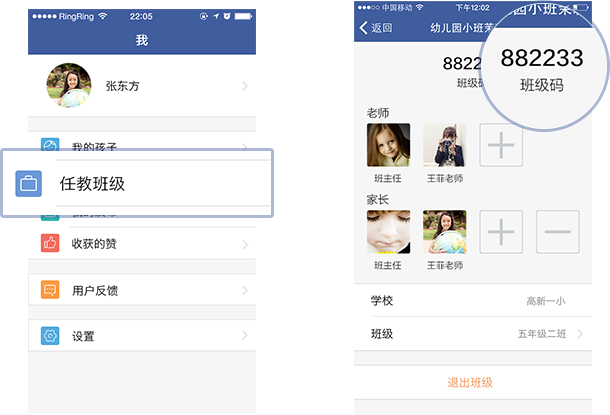 RingRing 22:05
我
张东方
我的孩子
任教班级
收获的赞
用户反馈
设置
中国移动 下午12:02
返回 幼儿园小班
882233
班级码
老师
班主任 王菲老师
家长
班主任 王菲老师
学校 高新一小
班级 五年级二班
退出班级